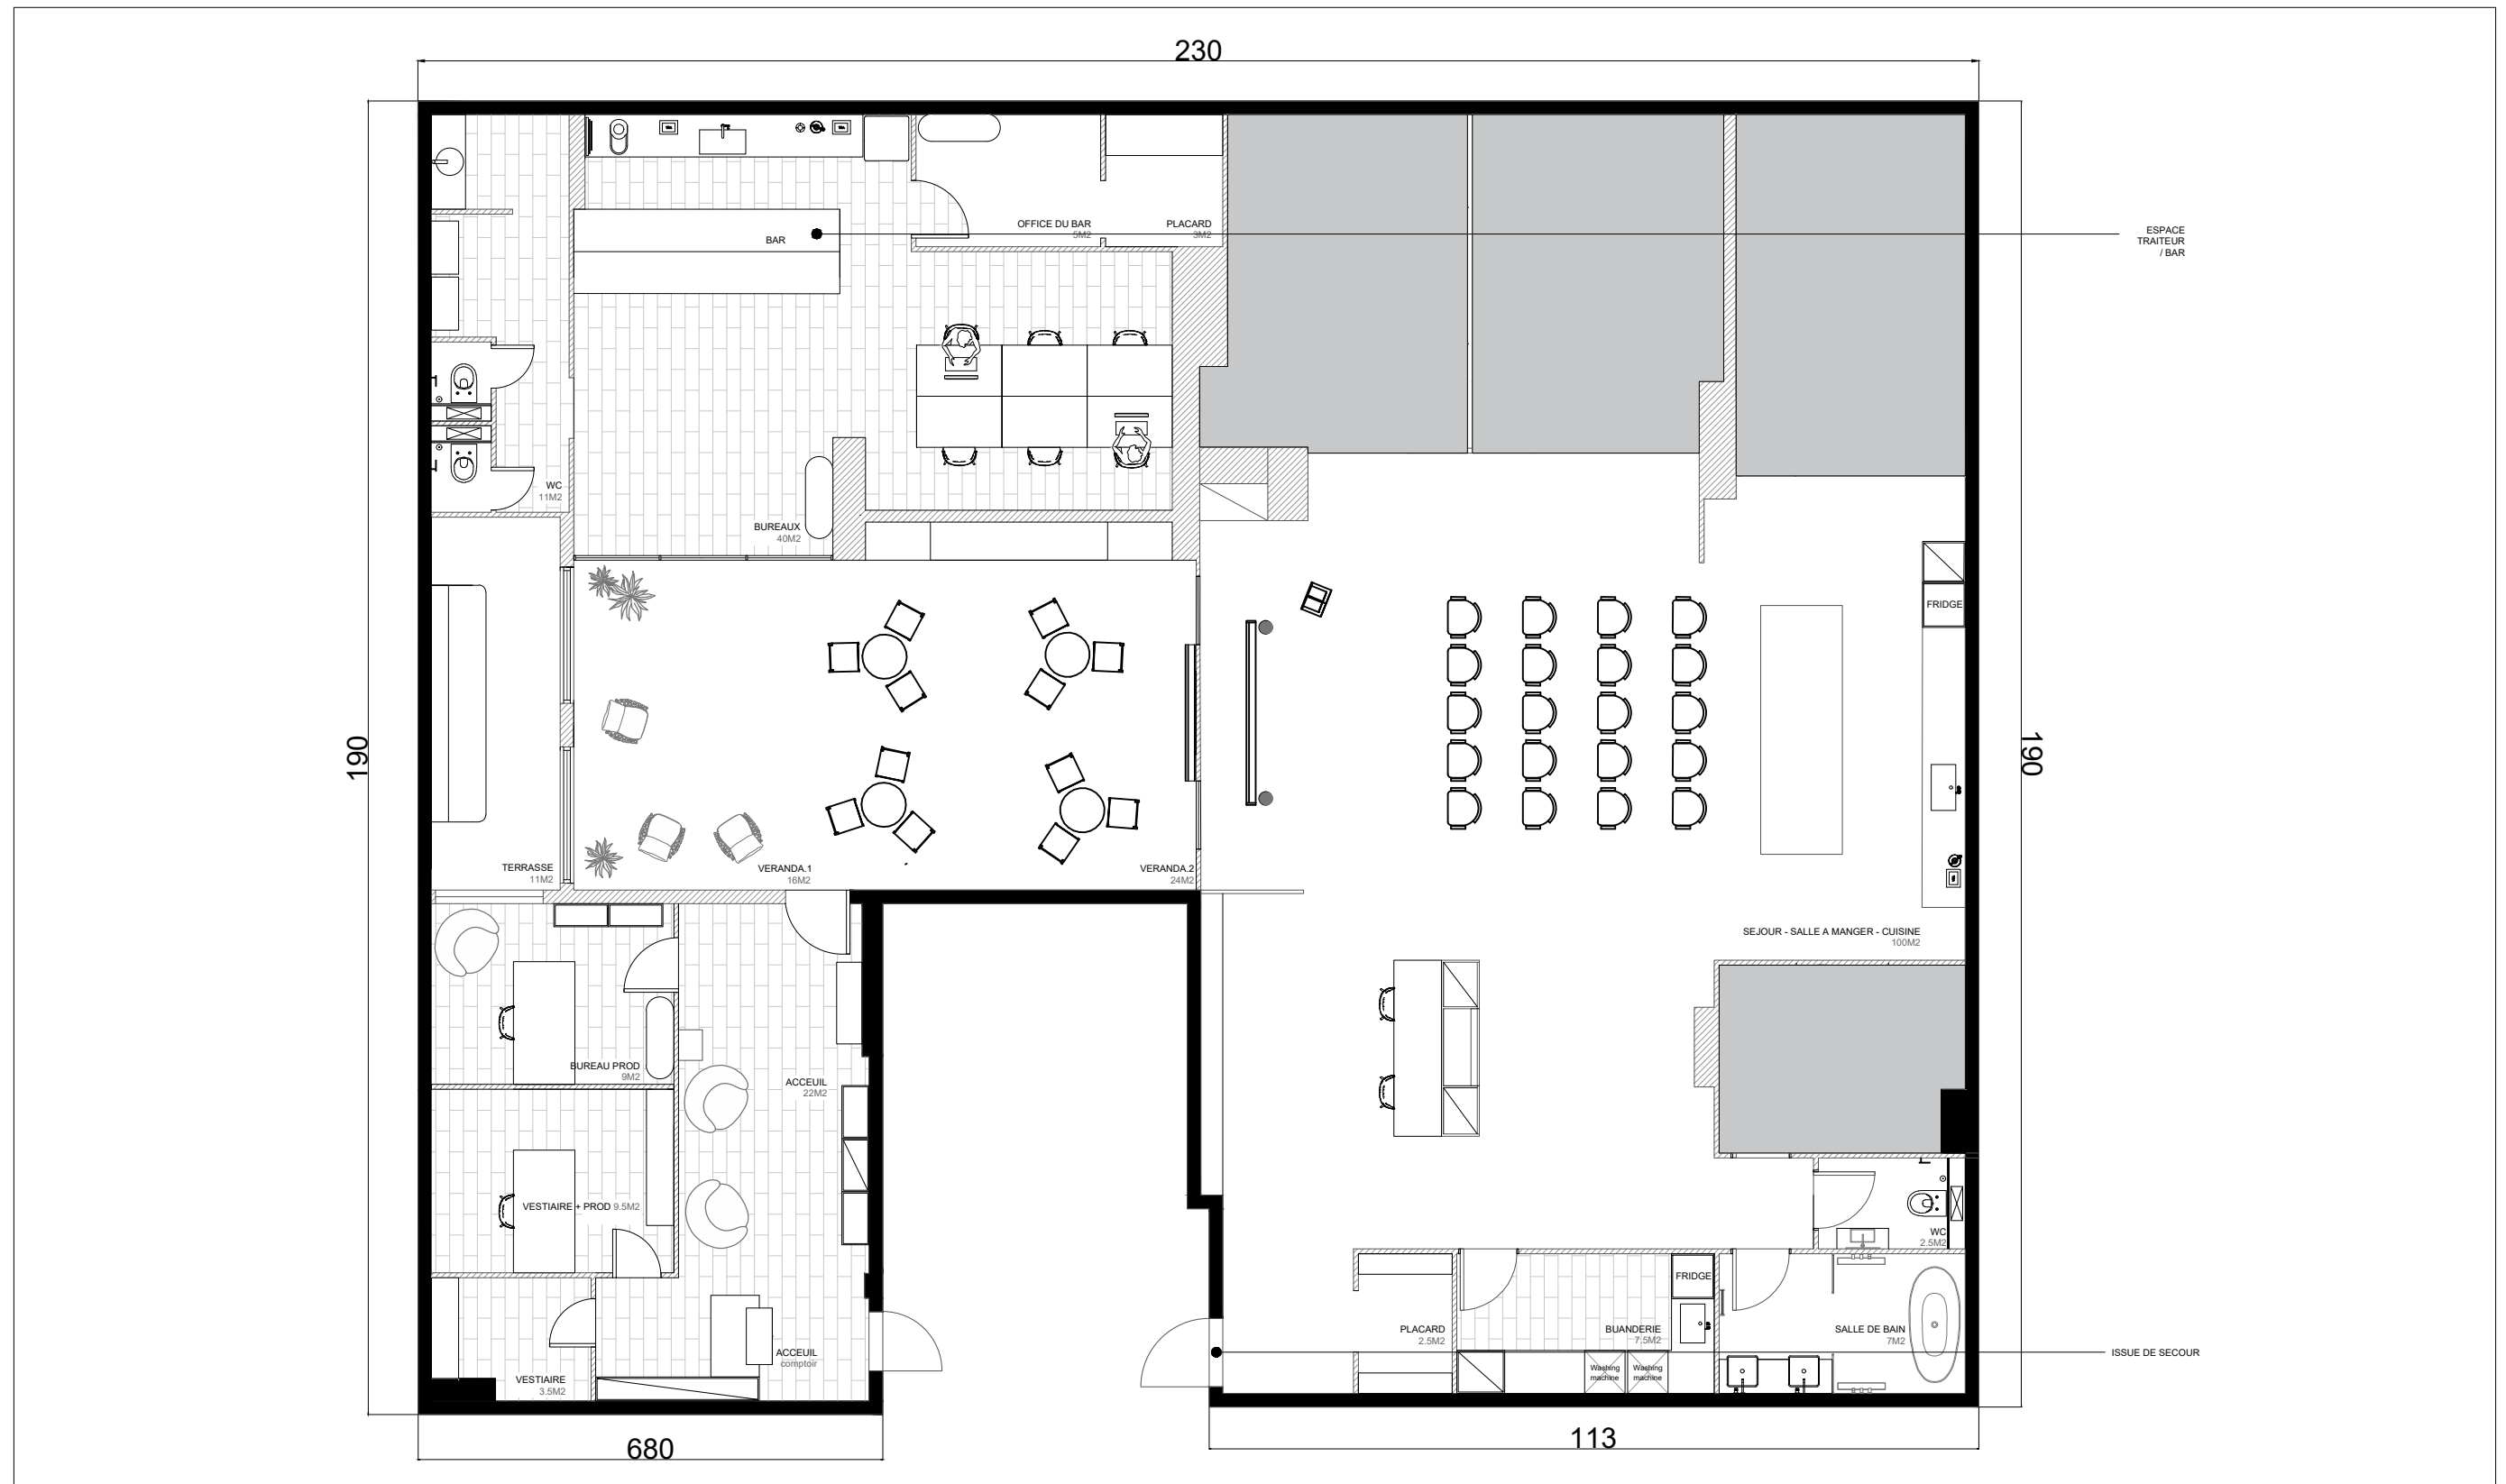 230
ESPACE
TRAITEUR
/ BAR
BAR
OFFICE DU BAR
5M2
PLACARD
3M2
WC
11M2
BUREAUX
40M2
FRIDGE
190
190
TERRASSE
11M2
VERANDA.1
16M2
VERANDA.2
24M2
SEJOUR - SALLE A MANGER - CUISINE
100M2
BUREAU PROD
9M2
ACCEUIL
22M2
VESTIAIRE + PROD 9.5M2
WC
2.5M2
FRIDGE
PLACARD
2.5M2
BUANDERIE
7,5M2
SALLE DE BAIN
7M2
ISSUE DE SECOUR
ACCEUIL
comptoir
VESTIAIRE
3.5M2
Washing
machine
Washing
machine
680
113